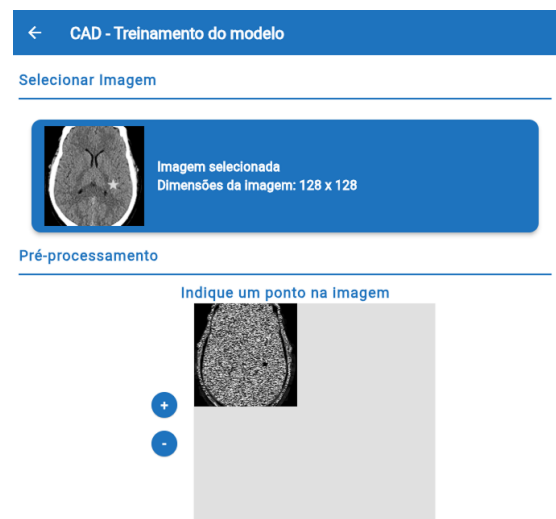 CAD - Treinamento do modelo
Selecionar Imagem
Imagem selecionada
Dimensões da imagem: 128 x 128
Pré-processamento
Indique um ponto na imagem
+
-